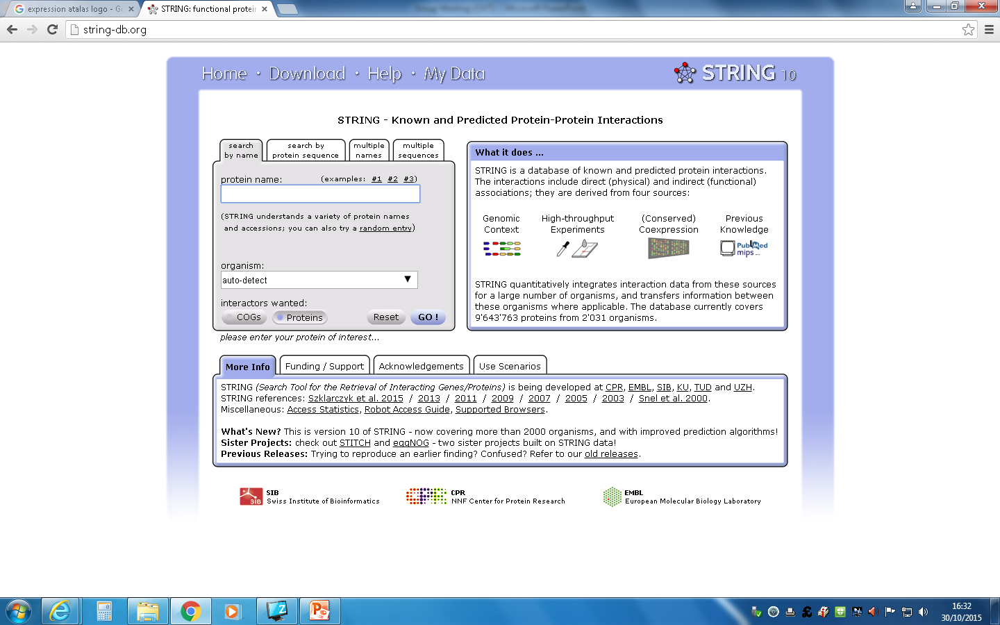 expression atalas logo - Go
STRING: functional protein
string-db.org
Home · Download · Help · My Data
STRING 10
STRING - Known and Predicted Protein-Protein Interactions
search by name
search by protein sequence
multiple names
multiple sequences
protein name: (examples: #1 #2 #3)
(STRING understands a variety of protein names
and accessions; you can also try a random entry)
organism:
auto-detect
interactors wanted:
COGs Proteins Reset GO !
please enter your protein of interest...
What it does ...
STRING is a database of known and predicted protein interactions.
The interactions include direct (physical) and indirect (functional)
associations; they are derived from four sources:
Genomic Context
High-throughput Experiments
(Conserved) Coexpression
Previous Knowledge
PubMed
mips ...
STRING quantitatively integrates interaction data from these sources
for a large number of organisms, and transfers information between
these organisms where applicable. The database currently covers
9'643'763 proteins from 2'031 organisms.
More Info
Funding / Support
Acknowledgements
Use Scenarios
STRING (Search Tool for the Retrieval of Interacting Genes/Proteins) is being developed at CPR, EMBL, SIB, KU, TUD and UZH.
STRING references: Szklarczyk et al. 2015 / 2013 / 2011 / 2009 / 2007 / 2005 / 2003 / Snel et al. 2000.
Miscellaneous: Access Statistics, Robot Access Guide, Supported Browsers.
What's New? This is version 10 of STRING - now covering more than 2000 organisms, and with improved prediction algorithms!
Sister Projects: check out STITCH and eggNOG - two sister projects built on STRING data!
Previous Releases: Trying to reproduce an earlier finding? Confused? Refer to our old releases.
SIB
SIB
Swiss Institute of Bioinformatics
CPR
CPR
NNF Center for Protein Research
EMBL
European Molecular Biology Laboratory
16:32
30/10/2015